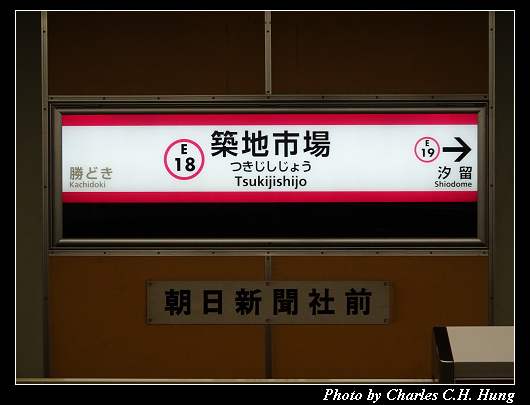 築地市場
つきじしじょう
Tsukijishijo
E
18
勝どき
Kachidoki
E
19
汐留
Shiodome
朝日新聞社前
Photo by Charles C.H. Hung